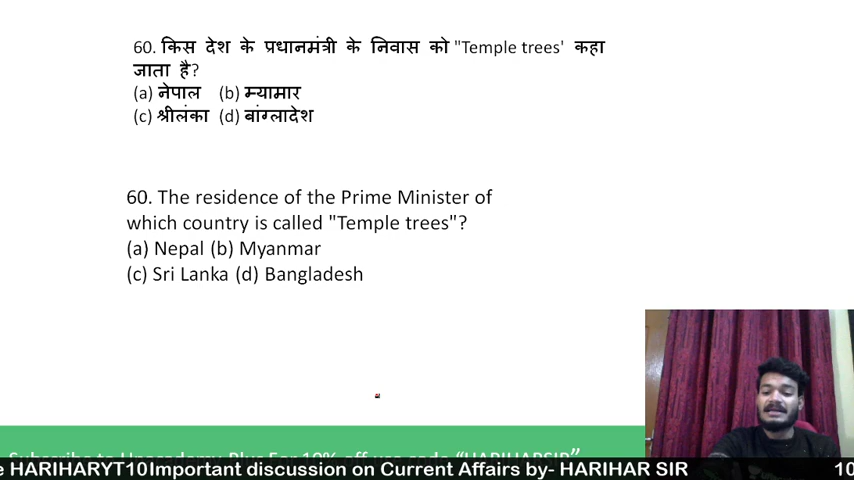 60. किस देश के प्रधानमंत्री के निवास को "Temple trees' कहा
जाता है?
(a) नेपाल (b) म्यामार
(c) श्रीलंका (d) बांग्लादेश
60. The residence of the Prime Minister of
which country is called "Temple trees"?
(a) Nepal (b) Myanmar
(c) Sri Lanka (d) Bangladesh
e HARIHARYT10Important discussion on Current Affairs by- HARIHAR SIR 10